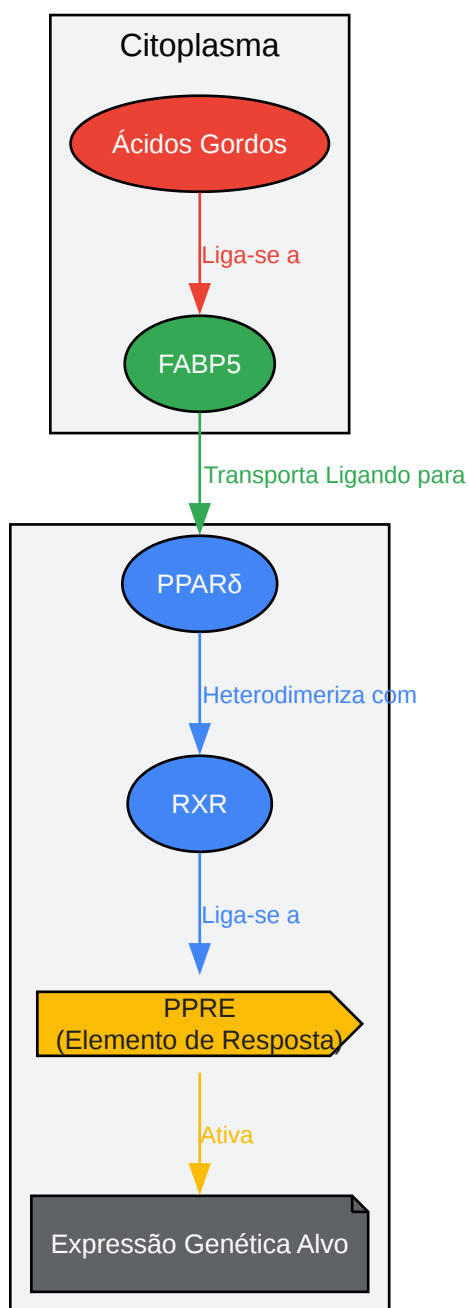 Citoplasma
Ácidos Gordos
Liga-se a
FABP5
Transporta Ligando para
PPARδ
Heterodimeriza com
RXR
Liga-se a
PPRE
(Elemento de Resposta)
Ativa
Expressão Genética Alvo